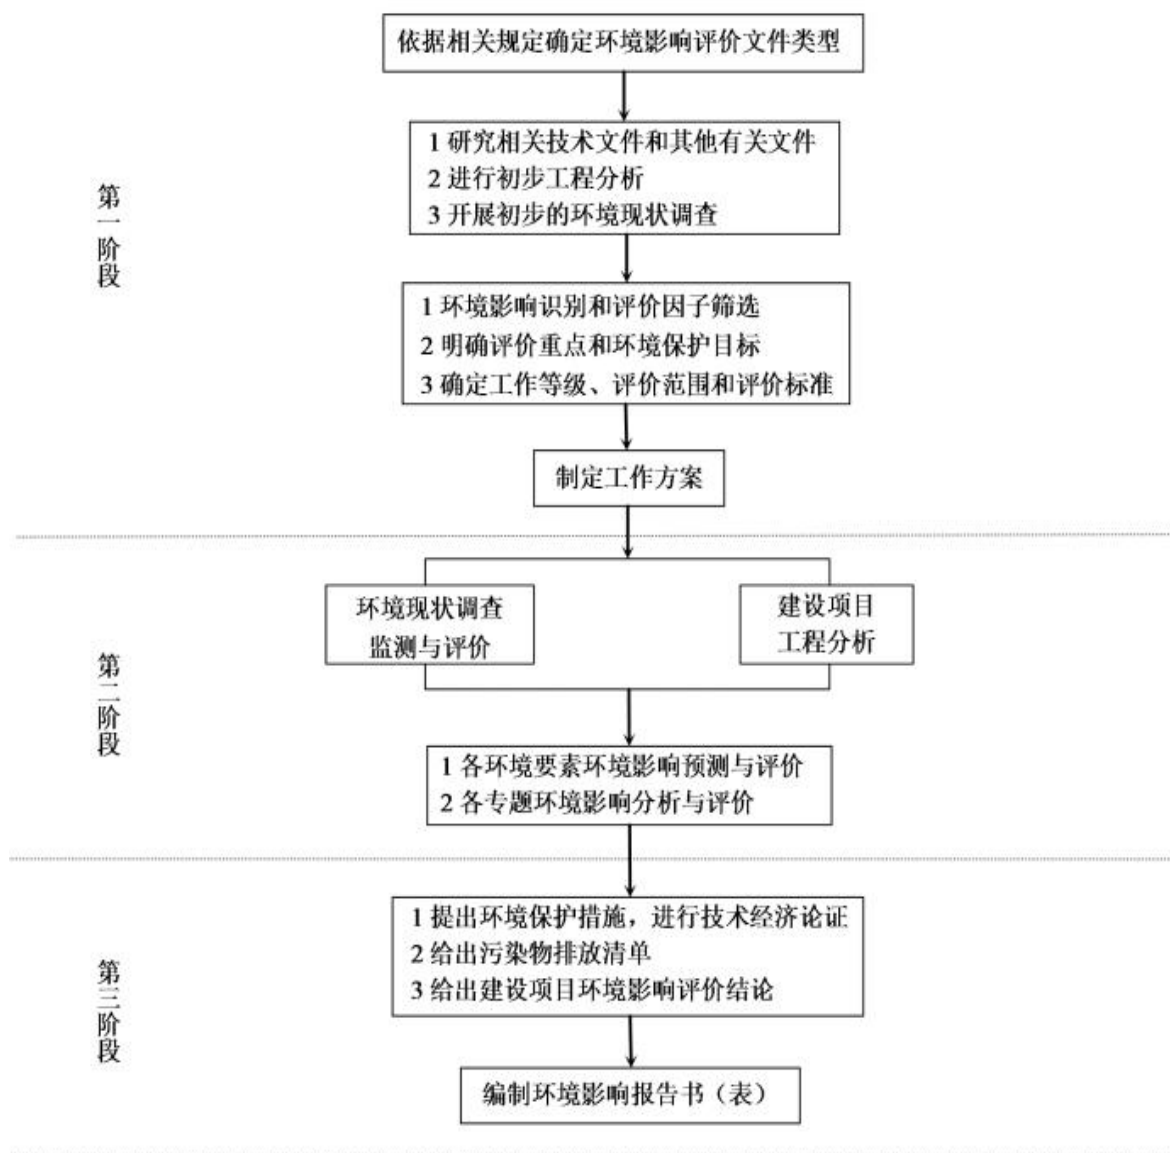 依据相关规定确定环境影响评价文件类型
1 研究相关技术文件和其他有关文件
2 进行初步工程分析
3 开展初步的环境现状调查
第一阶段
1 环境影响识别和评价因子筛选
2 明确评价重点和环境保护目标
3 确定工作等级、评价范围和评价标准
制定工作方案
环境现状调查
监测与评价
建设项目
工程分析
第二阶段
1 各环境要素环境影响预测与评价
2 各专题环境影响分析与评价
1 提出环境保护措施，进行技术经济论证
2 给出污染物排放清单
3 给出建设项目环境影响评价结论
第三阶段
编制环境影响报告书（表）